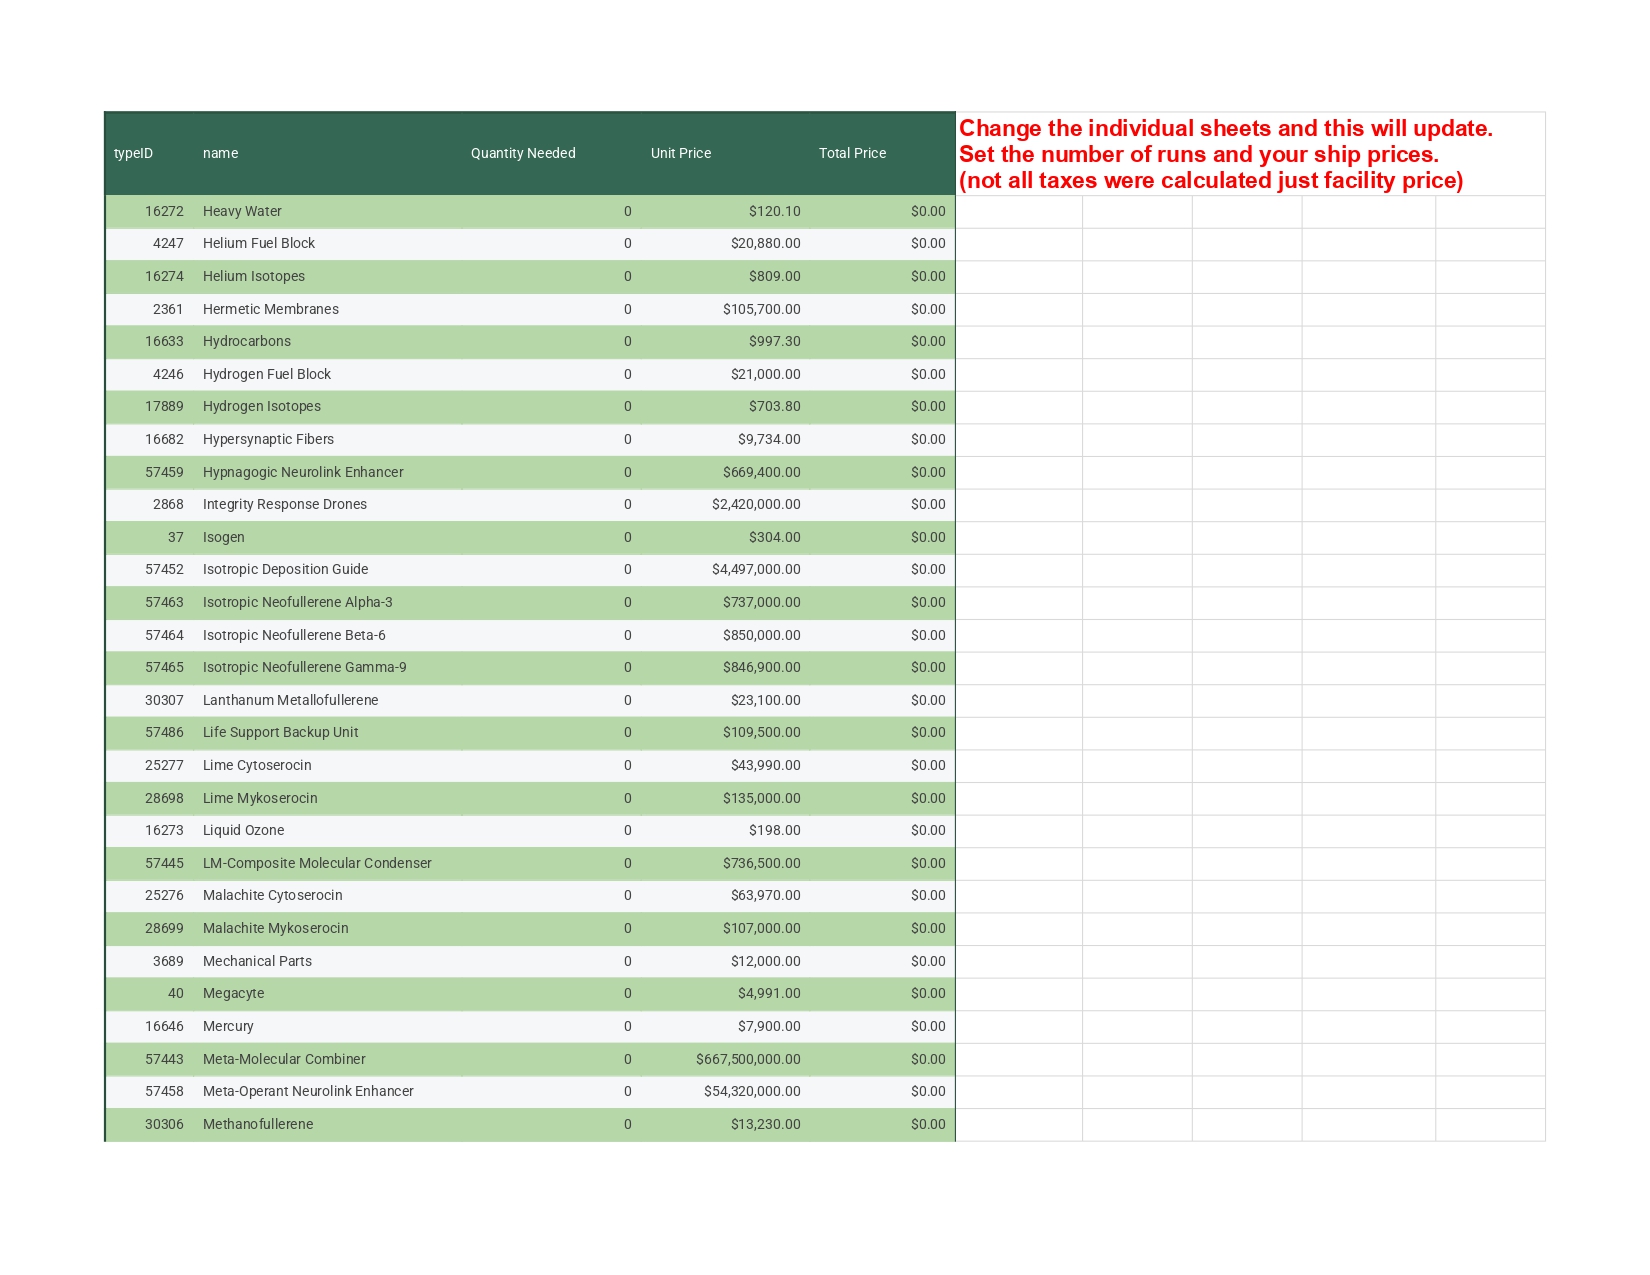 typeID name Quantity Needed Unit Price Total Price
Change the individual sheets and this will update.
Set the number of runs and your ship prices.
(not all taxes were calculated just facility price)
16272 Heavy Water 0 $120.10 $0.00
4247 Helium Fuel Block 0 $20,880.00 $0.00
16274 Helium Isotopes 0 $809.00 $0.00
2361 Hermetic Membranes 0 $105,700.00 $0.00
16633 Hydrocarbons 0 $997.30 $0.00
4246 Hydrogen Fuel Block 0 $21,000.00 $0.00
17889 Hydrogen Isotopes 0 $703.80 $0.00
16682 Hypersynaptic Fibers 0 $9,734.00 $0.00
57459 Hypnagogic Neurolink Enhancer 0 $669,400.00 $0.00
2868 Integrity Response Drones 0 $2,420,000.00 $0.00
37 Isogen 0 $304.00 $0.00
57452 Isotropic Deposition Guide 0 $4,497,000.00 $0.00
57463 Isotropic Neofullerene Alpha-3 0 $737,000.00 $0.00
57464 Isotropic Neofullerene Beta-6 0 $850,000.00 $0.00
57465 Isotropic Neofullerene Gamma-9 0 $846,900.00 $0.00
30307 Lanthanum Metallofullerene 0 $23,100.00 $0.00
57486 Life Support Backup Unit 0 $109,500.00 $0.00
25277 Lime Cytoserocin 0 $43,990.00 $0.00
28698 Lime Mykoserocin 0 $135,000.00 $0.00
16273 Liquid Ozone 0 $198.00 $0.00
57445 LM-Composite Molecular Condenser 0 $736,500.00 $0.00
25276 Malachite Cytoserocin 0 $63,970.00 $0.00
28699 Malachite Mykoserocin 0 $107,000.00 $0.00
3689 Mechanical Parts 0 $12,000.00 $0.00
40 Megacyte 0 $4,991.00 $0.00
16646 Mercury 0 $7,900.00 $0.00
57443 Meta-Molecular Combiner 0 $667,500,000.00 $0.00
57458 Meta-Operant Neurolink Enhancer 0 $54,320,000.00 $0.00
30306 Methanofullerene 0 $13,230.00 $0.00